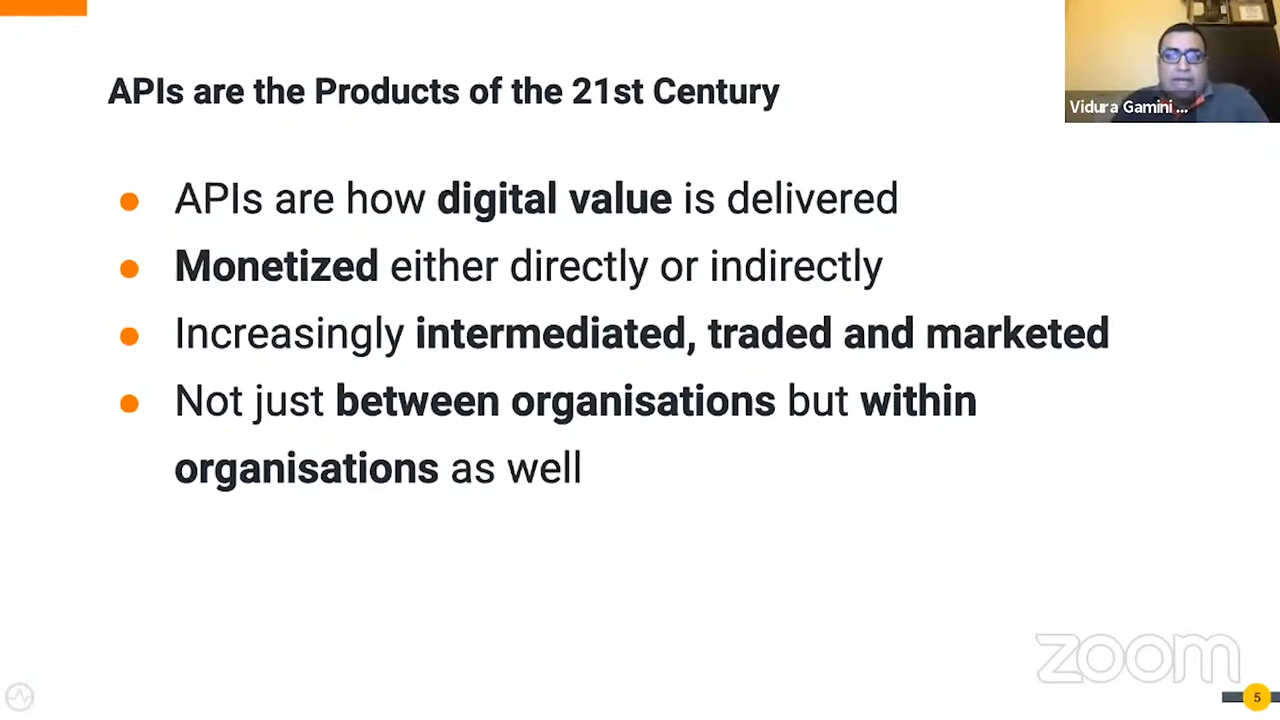 APIs are the Products of the 21st Century
Vidura Gamini ...
APIs are how digital value is delivered
Monetized either directly or indirectly
Increasingly intermediated, traded and marketed
Not just between organisations but within
organisations as well
zoom
5